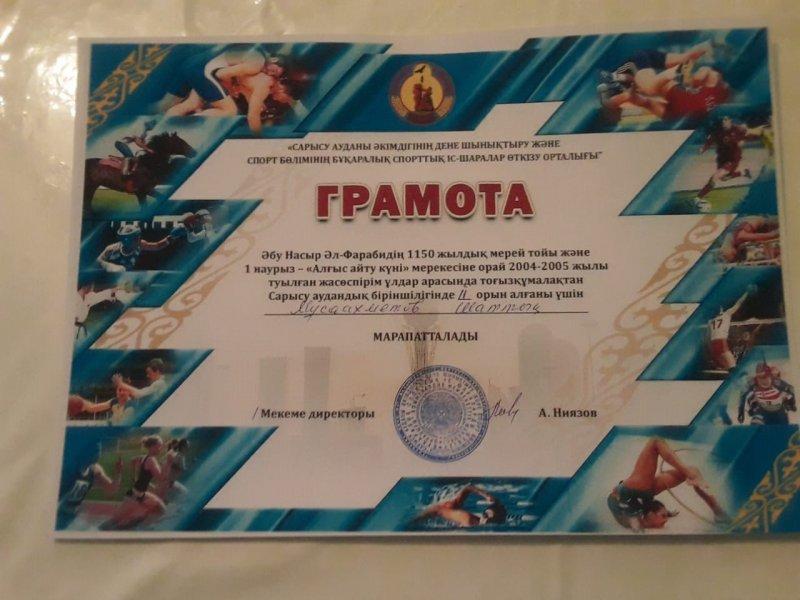 «САРЫСУ АУДАНЫ ӘКІМДІГІНІҢ ДЕНЕ ШЫНЫҚТЫРУ ЖӘНЕ
СПОРТ БӨЛІМІНІҢ БҰҚАРАЛЫҚ СПОРТТЫҚ ІС-ШАРАЛАР ӨТКІЗУ ОРТАЛЫҒЫ"
ГРАМОТА
Әбу Насыр Әл-Фарабидің 1150 жылдық мерей тойы және
1 наурыз – «Алғыс айту күні» мерекесіне орай 2004-2005 жылы
туылған жасөспірім ұлдар арасында тоғызқұмалақтан
Сарысу аудандық біріншілігінде II орын алғаны үшін
Мусаахметов
МАРАПАТТАЛАДЫ
Мекеме директоры А. Ниязов
17